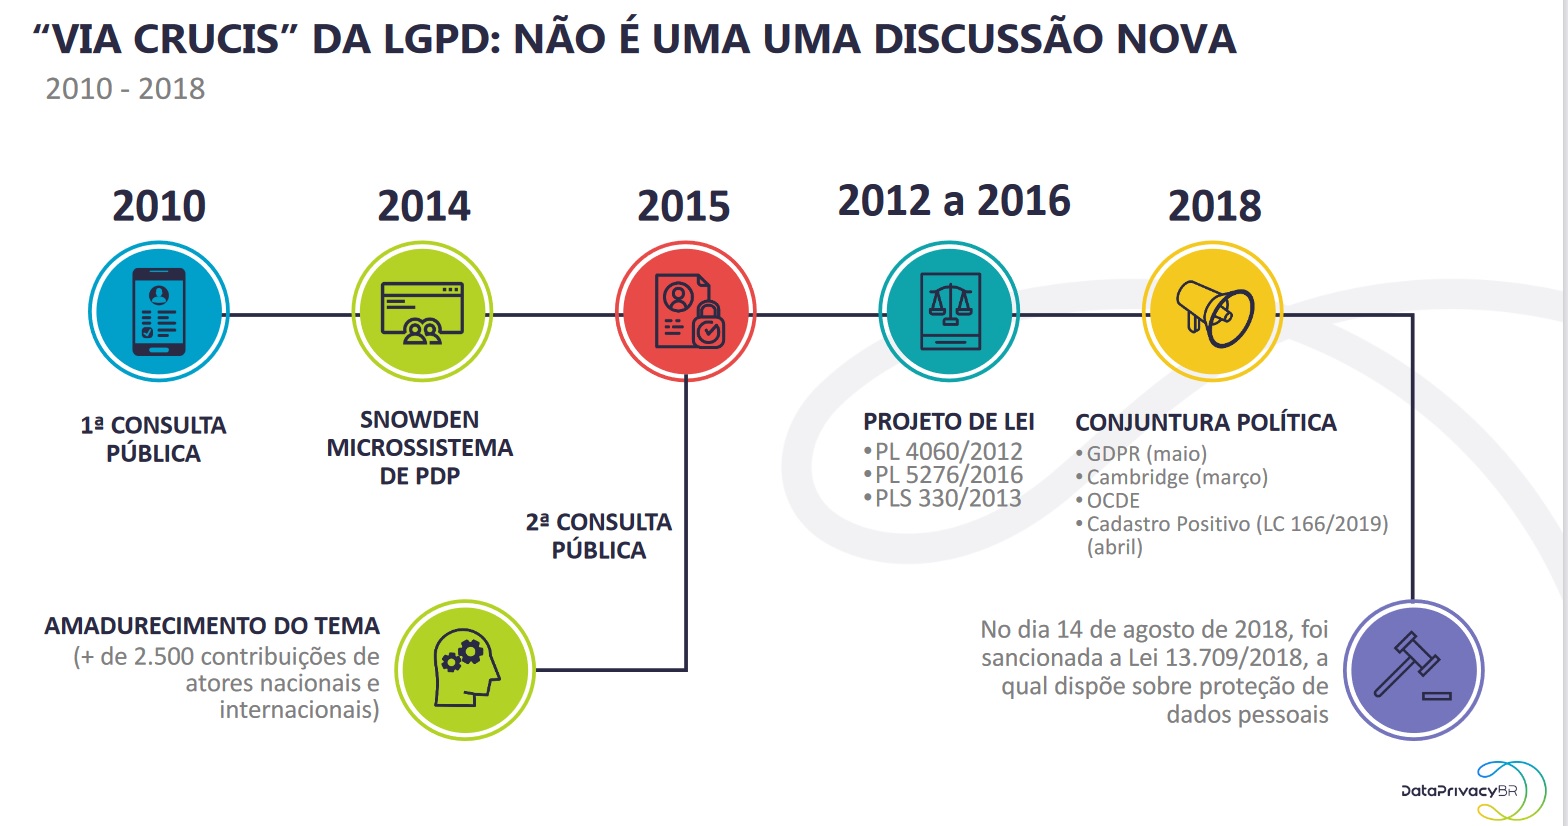 “VIA CRUCIS” DA LGPD: NÃO É UMA UMA DISCUSSÃO NOVA
2010 - 2018
2010
1ª CONSULTA
PÚBLICA
2014
SNOWDEN
MICROSSISTEMA
DE PDP
2015
2ª CONSULTA
PÚBLICA
AMADURECIMENTO DO TEMA
(+ de 2.500 contribuições de
atores nacionais e
internacionais)
2012 a 2016
PROJETO DE LEI
•PL 4060/2012
•PL 5276/2016
•PLS 330/2013
2018
CONJUNTURA POLÍTICA
• GDPR (maio)
• Cambridge (março)
• OCDE
• Cadastro Positivo (LC 166/2019)
(abril)
No dia 14 de agosto de 2018, foi
sancionada a Lei 13.709/2018, a
qual dispõe sobre proteção de
dados pessoais
DataPrivacyBR